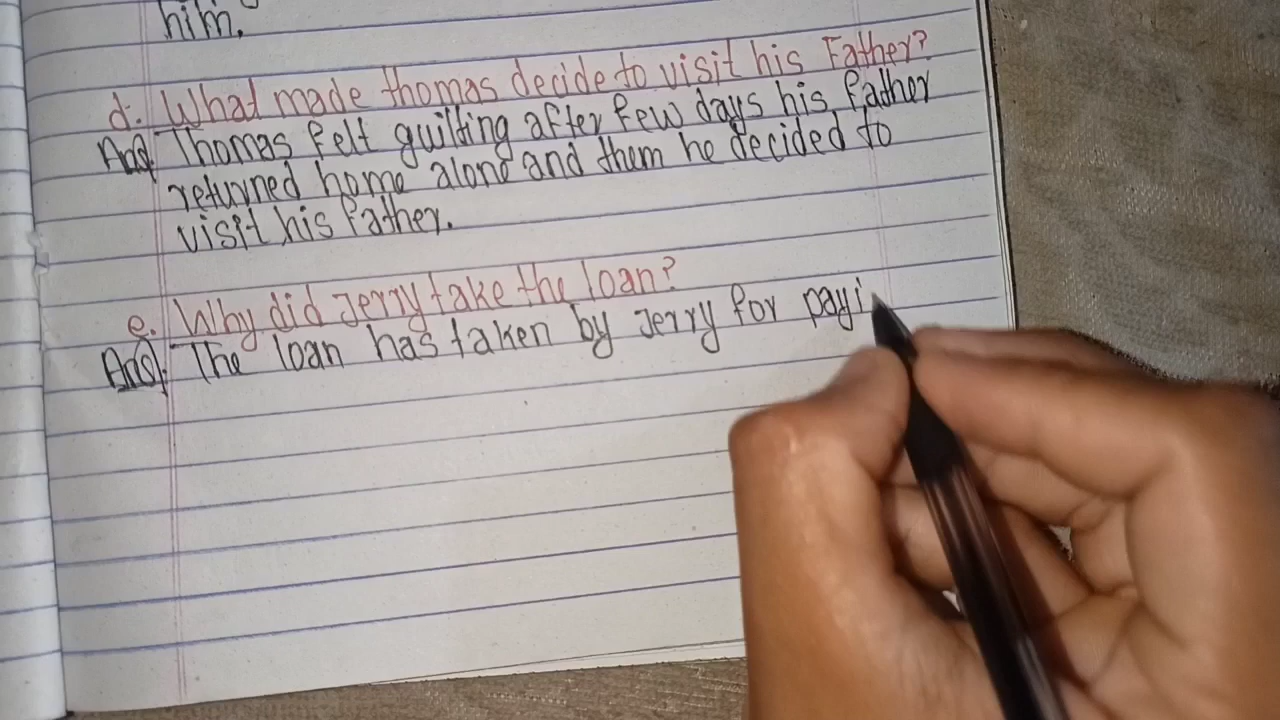 him.
d. What made thomas decide to visit his Father?
Ans. Thomas felt guilting after few days his father
returned home alone and them he decided to
visit his father.
e. Why did Jerry take the loan?
Ans. The loan has taken by Jerry for payi